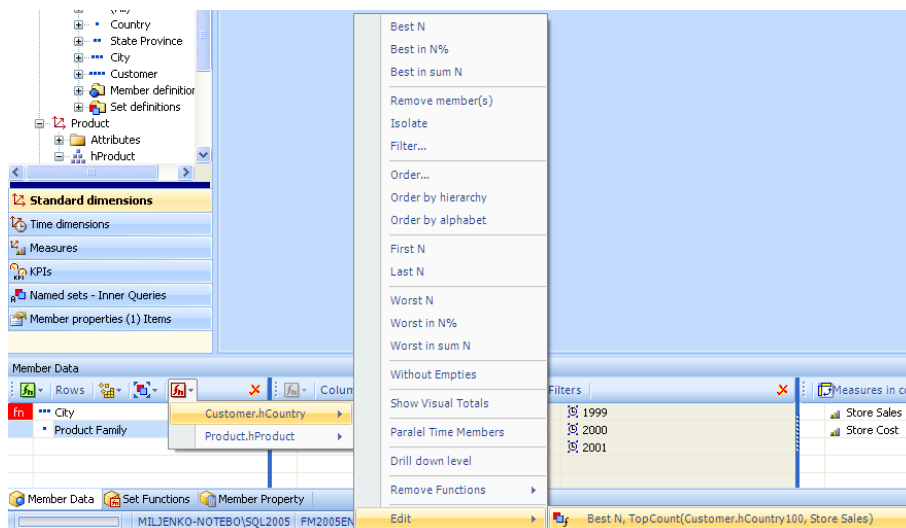 Country
State Province
City
Customer
Member definition
Set definitions
Product
Attributes
hProduct
Standard dimensions
Time dimensions
Measures
KPIs
Named sets - Inner Queries
Member properties (1) Items
Best N
Best in N%
Best in sum N
Remove member(s)
Isolate
Filter...
Order...
Order by hierarchy
Order by alphabet
First N
Last N
Worst N
Worst in N%
Worst in sum N
Without Empties
Show Visual Totals
Paralel Time Members
Drill down level
Remove Functions
Edit
Best N, TopCount(Customer.hCountry100, Store Sales)
Member Data
Rows
Colum
Filters
Measures in co
fn City
Product Family
Customer.hCountry
Product.hProduct
1999
2000
2001
Store Sales
Store Cost
Member Data
Set Functions
Member Property
MILJENKO-NOTEBO\SQL2005
FM2005EN